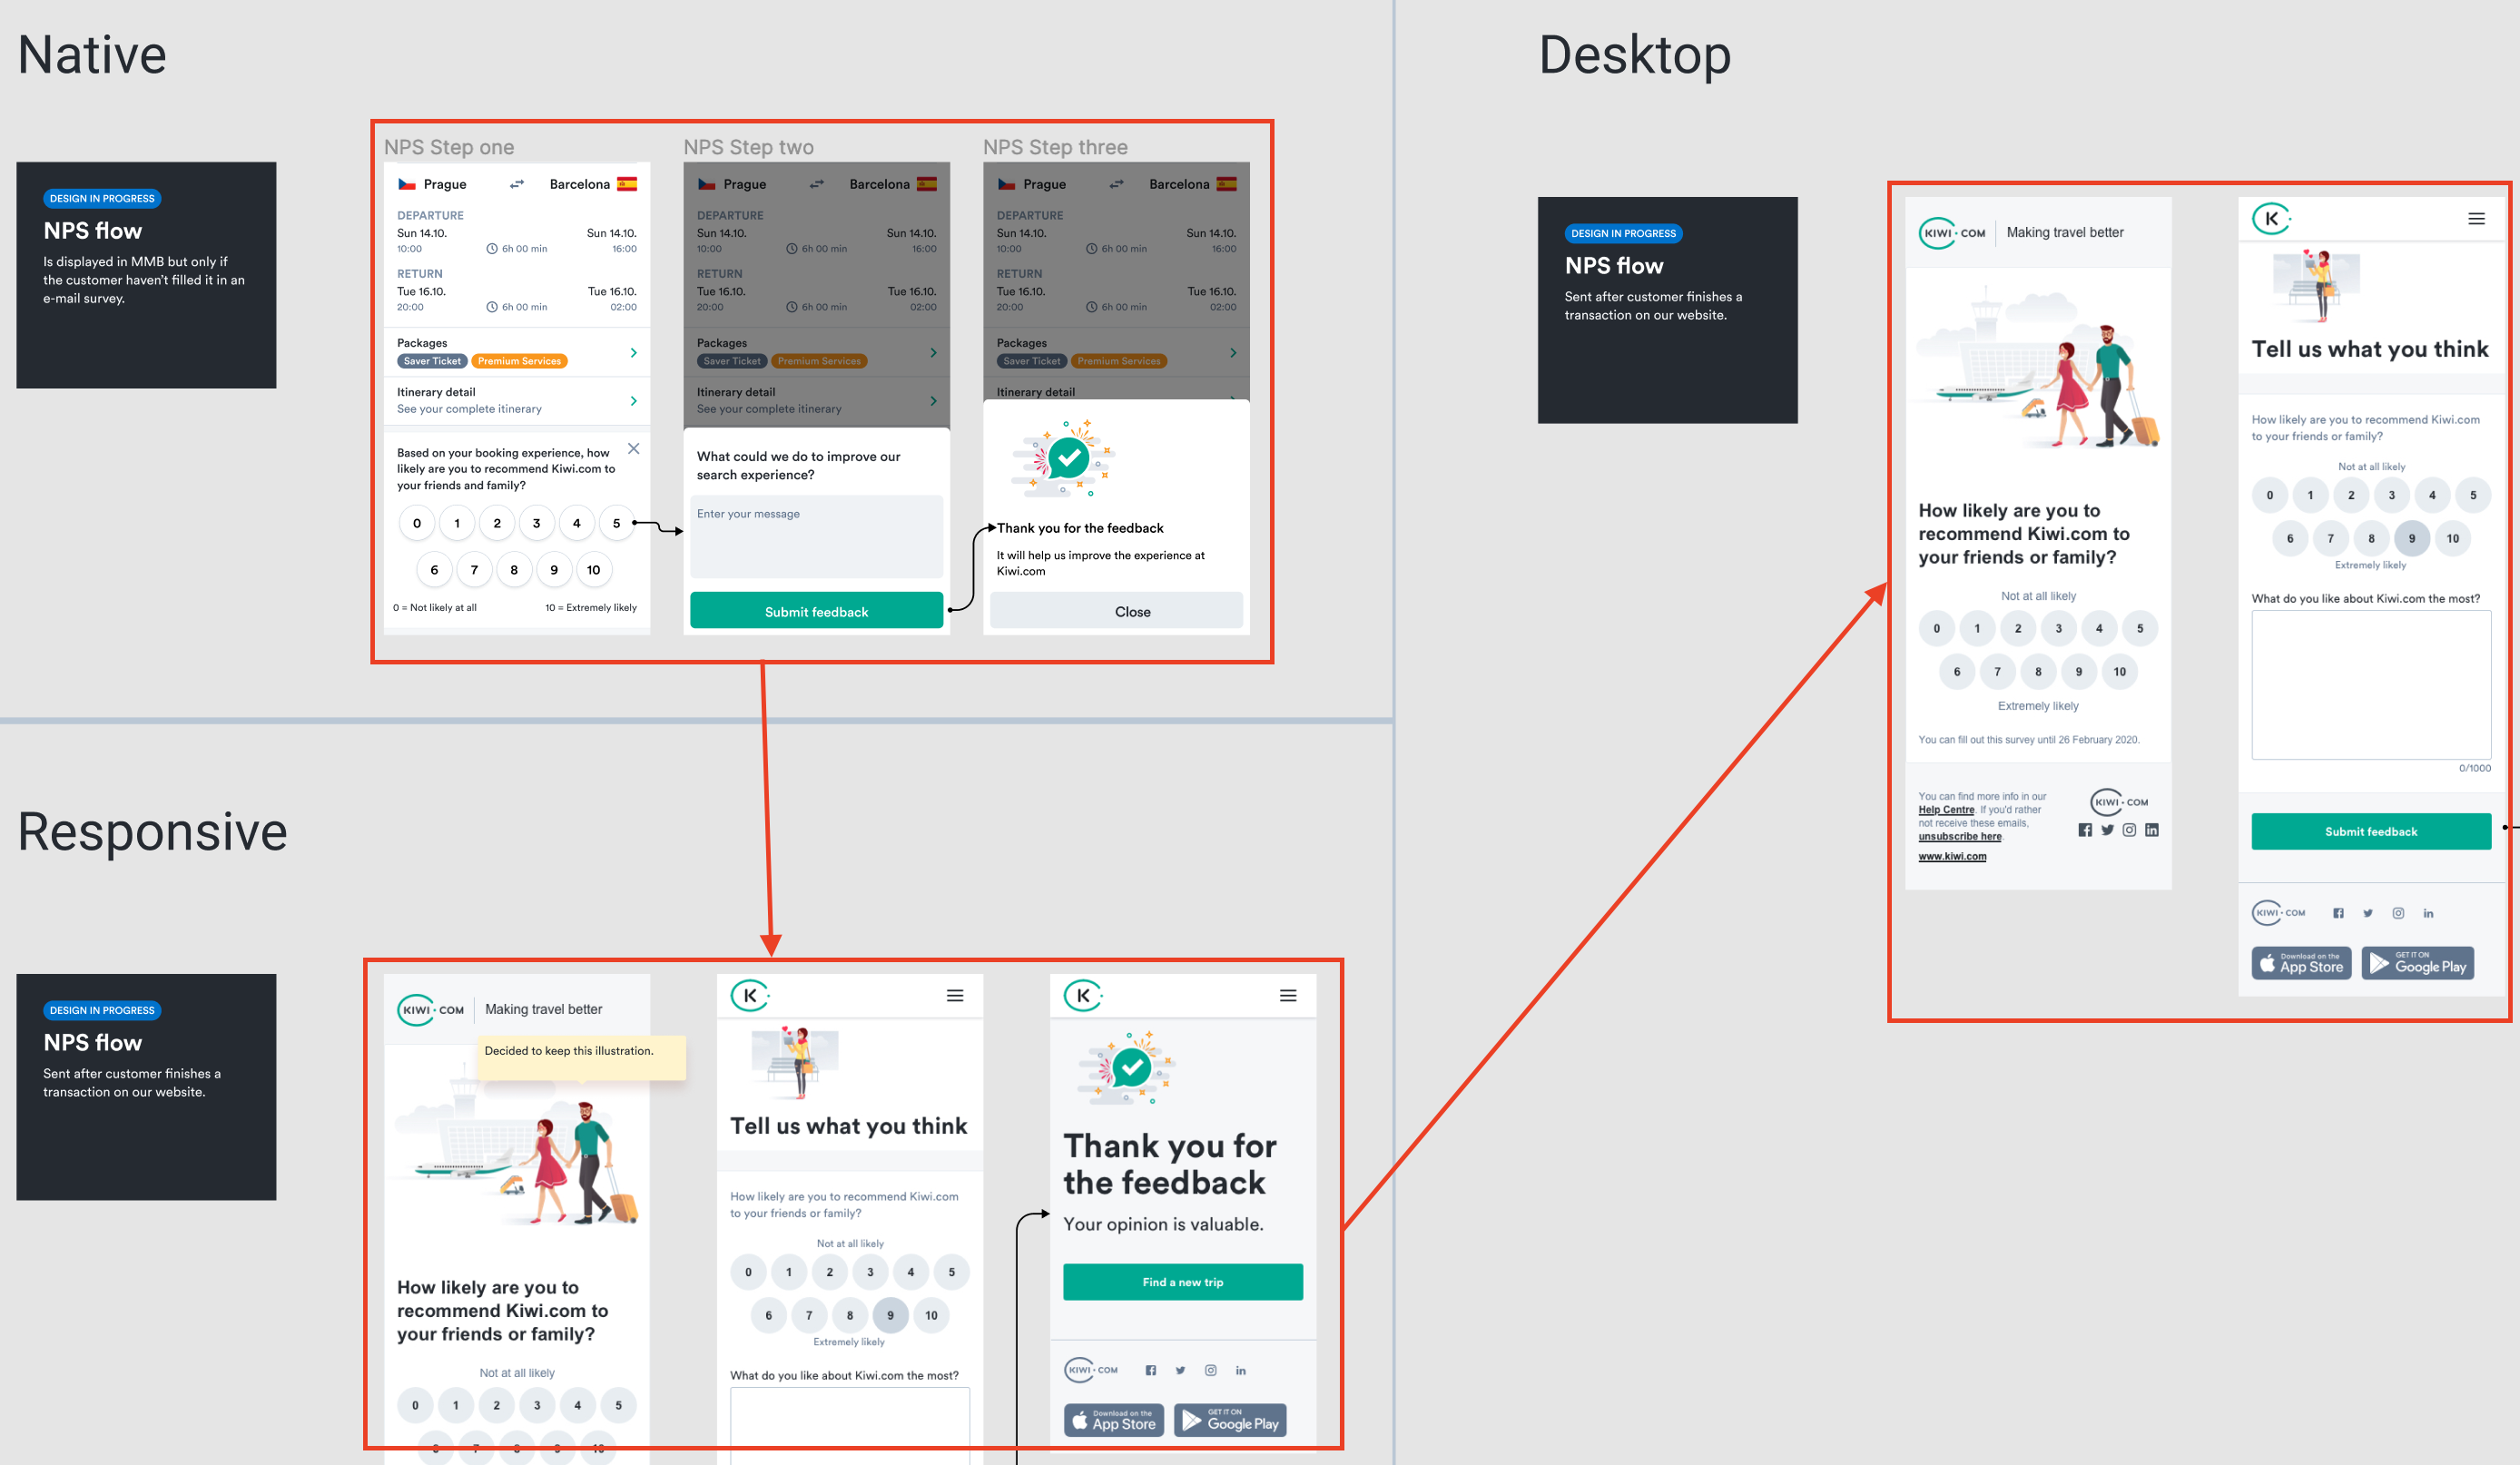 Native
DESIGN IN PROGRESS
NPS flow
Is displayed in MMB but only if
the customer haven't filled it in an
e-mail survey.
NPS Step one
Prague
Barcelona
DEPARTURE
Sun 14.10.
Sun 14.10.
10:00
6h 00 min
16:00
RETURN
Tue 16.10.
Tue 16.10.
20:00
6h 00 min
02:00
Packages
Saver Ticket
Premium Services
Itinerary detail
See your complete itinerary
Based on your booking experience, how
likely are you to recommend Kiwi.com to
your friends and family?
0 1 2 3 4 5
6 7 8 9 10
0 = Not likely at all
10 = Extremely likely
NPS Step two
Prague
Barcelona
DEPARTURE
Sun 14.10.
Sun 14.10.
10:00
6h 00 min
16:00
RETURN
Tue 16.10.
Tue 16.10.
20:00
6h 00 min
02:00
Packages
Saver Ticket
Premium Services
Itinerary detail
See your complete itinerary
What could we do to improve our
search experience?
Enter your message
Submit feedback
NPS Step three
Prague
Barcelona
DEPARTURE
Sun 14.10.
Sun 14.10.
10:00
6h 00 min
16:00
RETURN
Tue 16.10.
Tue 16.10.
20:00
6h 00 min
02:00
Packages
Saver Ticket
Premium Services
Itinerary detail
Thank you for the feedback
It will help us improve the experience at
Kiwi.com
Close
Responsive
DESIGN IN PROGRESS
NPS flow
Sent after customer finishes a
transaction on our website.
KIWI.COM
Making travel better
Decided to keep this illustration.
How likely are you to
recommend Kiwi.com to
your friends or family?
Not at all likely
0 1 2 3 4 5
6 7 8 9 10
K
Tell us what you think
How likely are you to recommend Kiwi.com
to your friends or family?
Not at all likely
0 1 2 3 4 5
6 7 8 9 10
Extremely likely
What do you like about Kiwi.com the most?
K
Thank you for
the feedback
Your opinion is valuable.
Find a new trip
KIWI.COM
Download on the
App Store
GET IT ON
Google Play
Desktop
DESIGN IN PROGRESS
NPS flow
Sent after customer finishes a
transaction on our website.
KIWI.COM
Making travel better
How likely are you to
recommend Kiwi.com to
your friends or family?
Not at all likely
0 1 2 3 4 5
6 7 8 9 10
Extremely likely
You can fill out this survey until 26 February 2020.
You can find more info in our
Help Centre. If you'd rather
not receive these emails,
unsubscribe here.
www.kiwi.com
KIWI.COM
K
Tell us what you think
How likely are you to recommend Kiwi.com
to your friends or family?
Not at all likely
0 1 2 3 4 5
6 7 8 9 10
Extremely likely
What do you like about Kiwi.com the most?
0/1000
Submit feedback
KIWI.COM
Download on the
App Store
GET IT ON
Google Play